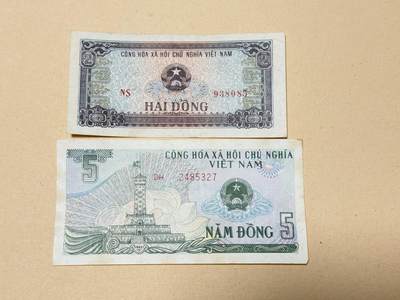 CỘNG HÒA XÃ HỘI CHỦ NGHĨA VIỆT NAM
NS 938985
HAI ĐỒNG
5 CỘNG HÒA XÃ HỘI CHỦ NGHĨA
VIỆT NAM
DH 2485327
NĂM ĐỒNG 5